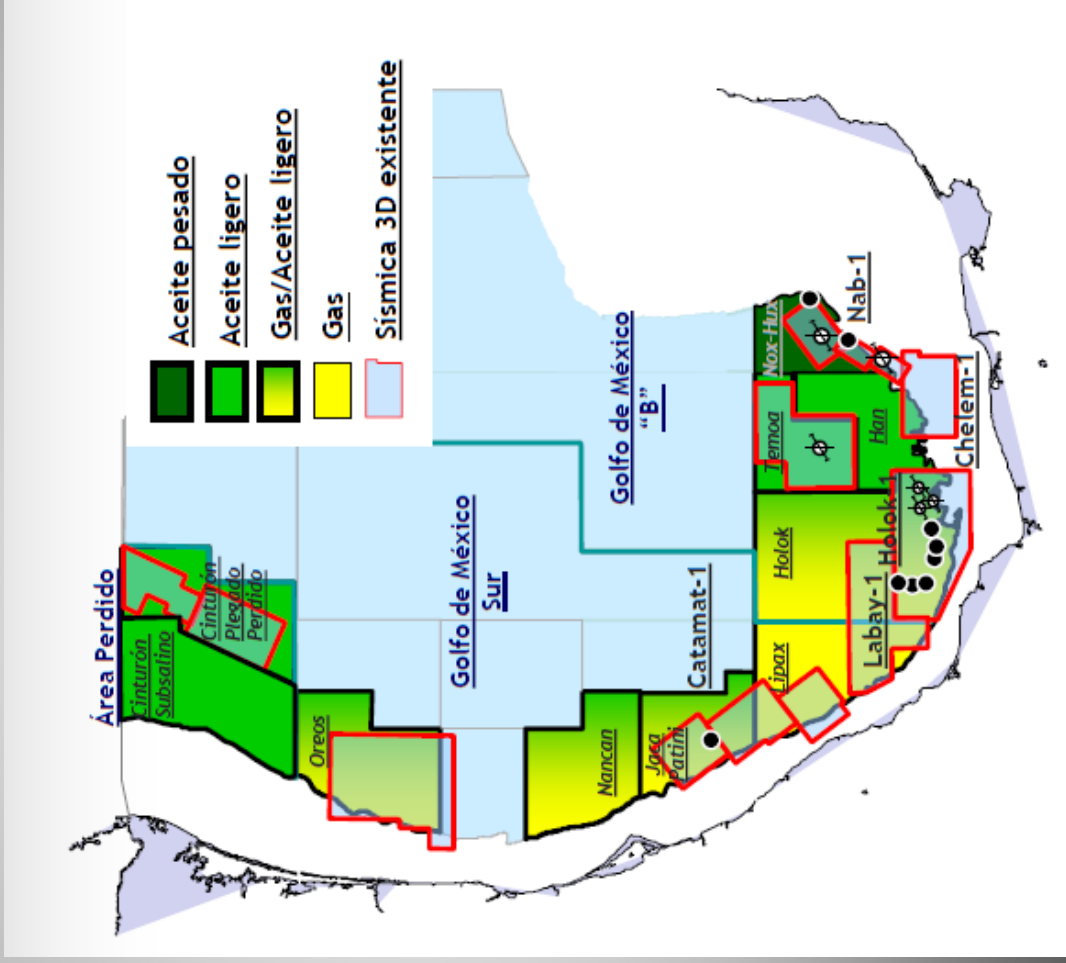 Aceite pesado
Aceite ligero
Gas/Aceite ligero
Gas
Sísmica 3D existente
Área Perdido
Cinturón
Subsalino
Cinturón
Plegado
Perdido
Oreos
Golfo de México
Sur
Golfo de México
“B”
Nancan
Jaca
Patini
Catamat-1
Lipax
Holok
Temoa
Nox-Hux
Han
Nab-1
Labay-1
Holok-1
Chelem-1